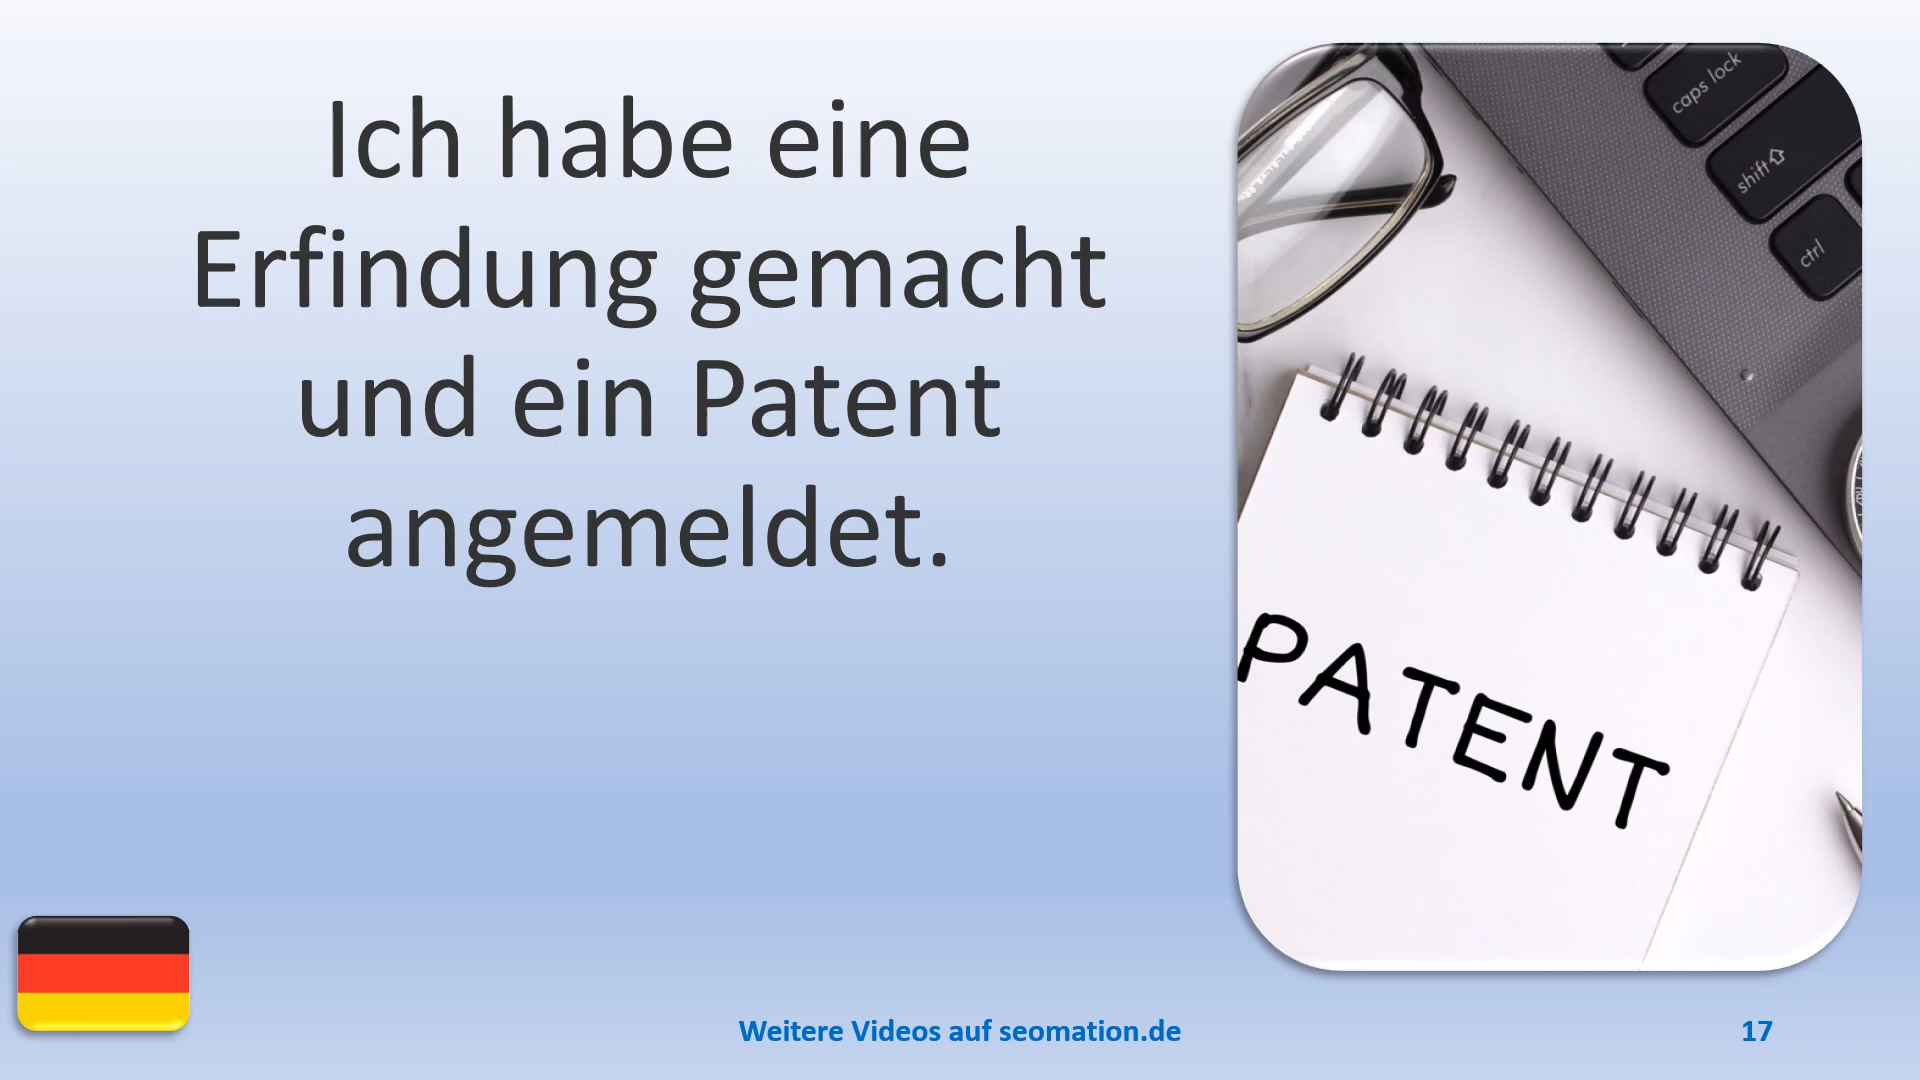 Ich habe eine
Erfindung gemacht
und ein Patent
angemeldet.
caps lock
shift
ctrl
PATENT
Weitere Videos auf seomation.de
17